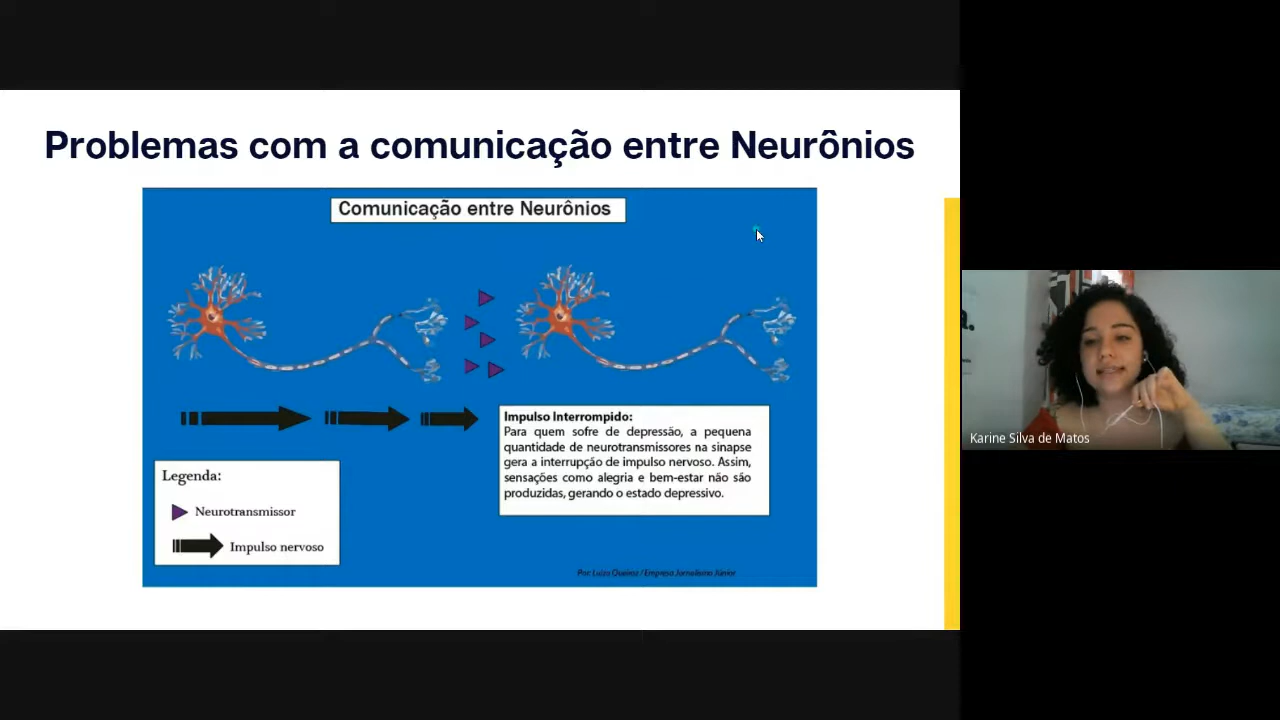 Problemas com a comunicação entre Neurônios
Comunicação entre Neurônios
Impulso Interrompido:
Para quem sofre de depressão, a pequena
quantidade de neurotransmissores na sinapse
gera a interrupção de impulso nervoso. Assim,
sensações como alegria e bem-estar não são
produzidas, gerando o estado depressivo.
Legenda:
Neurotransmissor
Impulso nervoso
Por: Luiza Queiroz / Empresa Jornalismo Júnior
Karine Silva de Matos